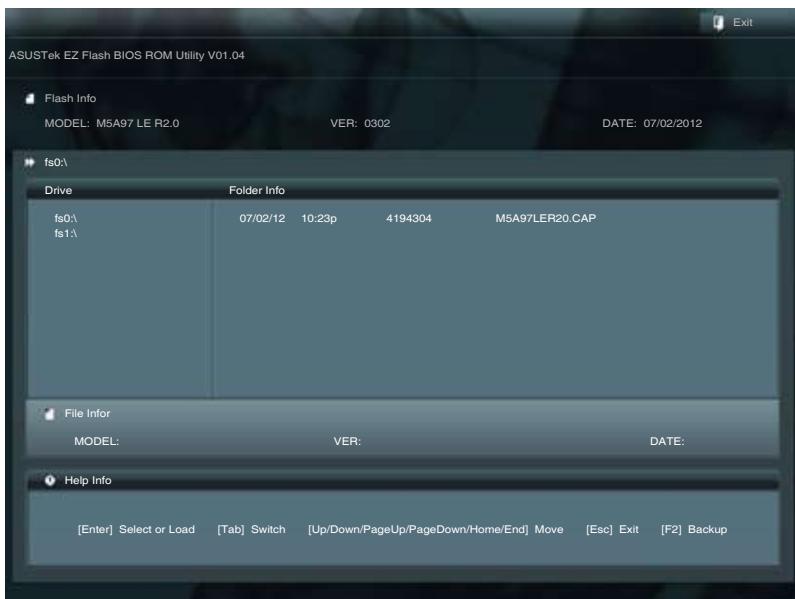 Exit
ASUSTek EZ Flash BIOS ROM Utility V01.04
Flash Info
MODEL: M5A97 LE R2.0 VER: 0302 DATE: 07/02/2012
fs0:\
Drive Folder Info
fs0:\ 07/02/12 10:23p 4194304 M5A97LER20.CAP
fs1:\
File Infor
MODEL: VER: DATE:
Help Info
[Enter] Select or Load [Tab] Switch [Up/Down/PageUp/PageDown/Home/End] Move [Esc] Exit [F2] Backup